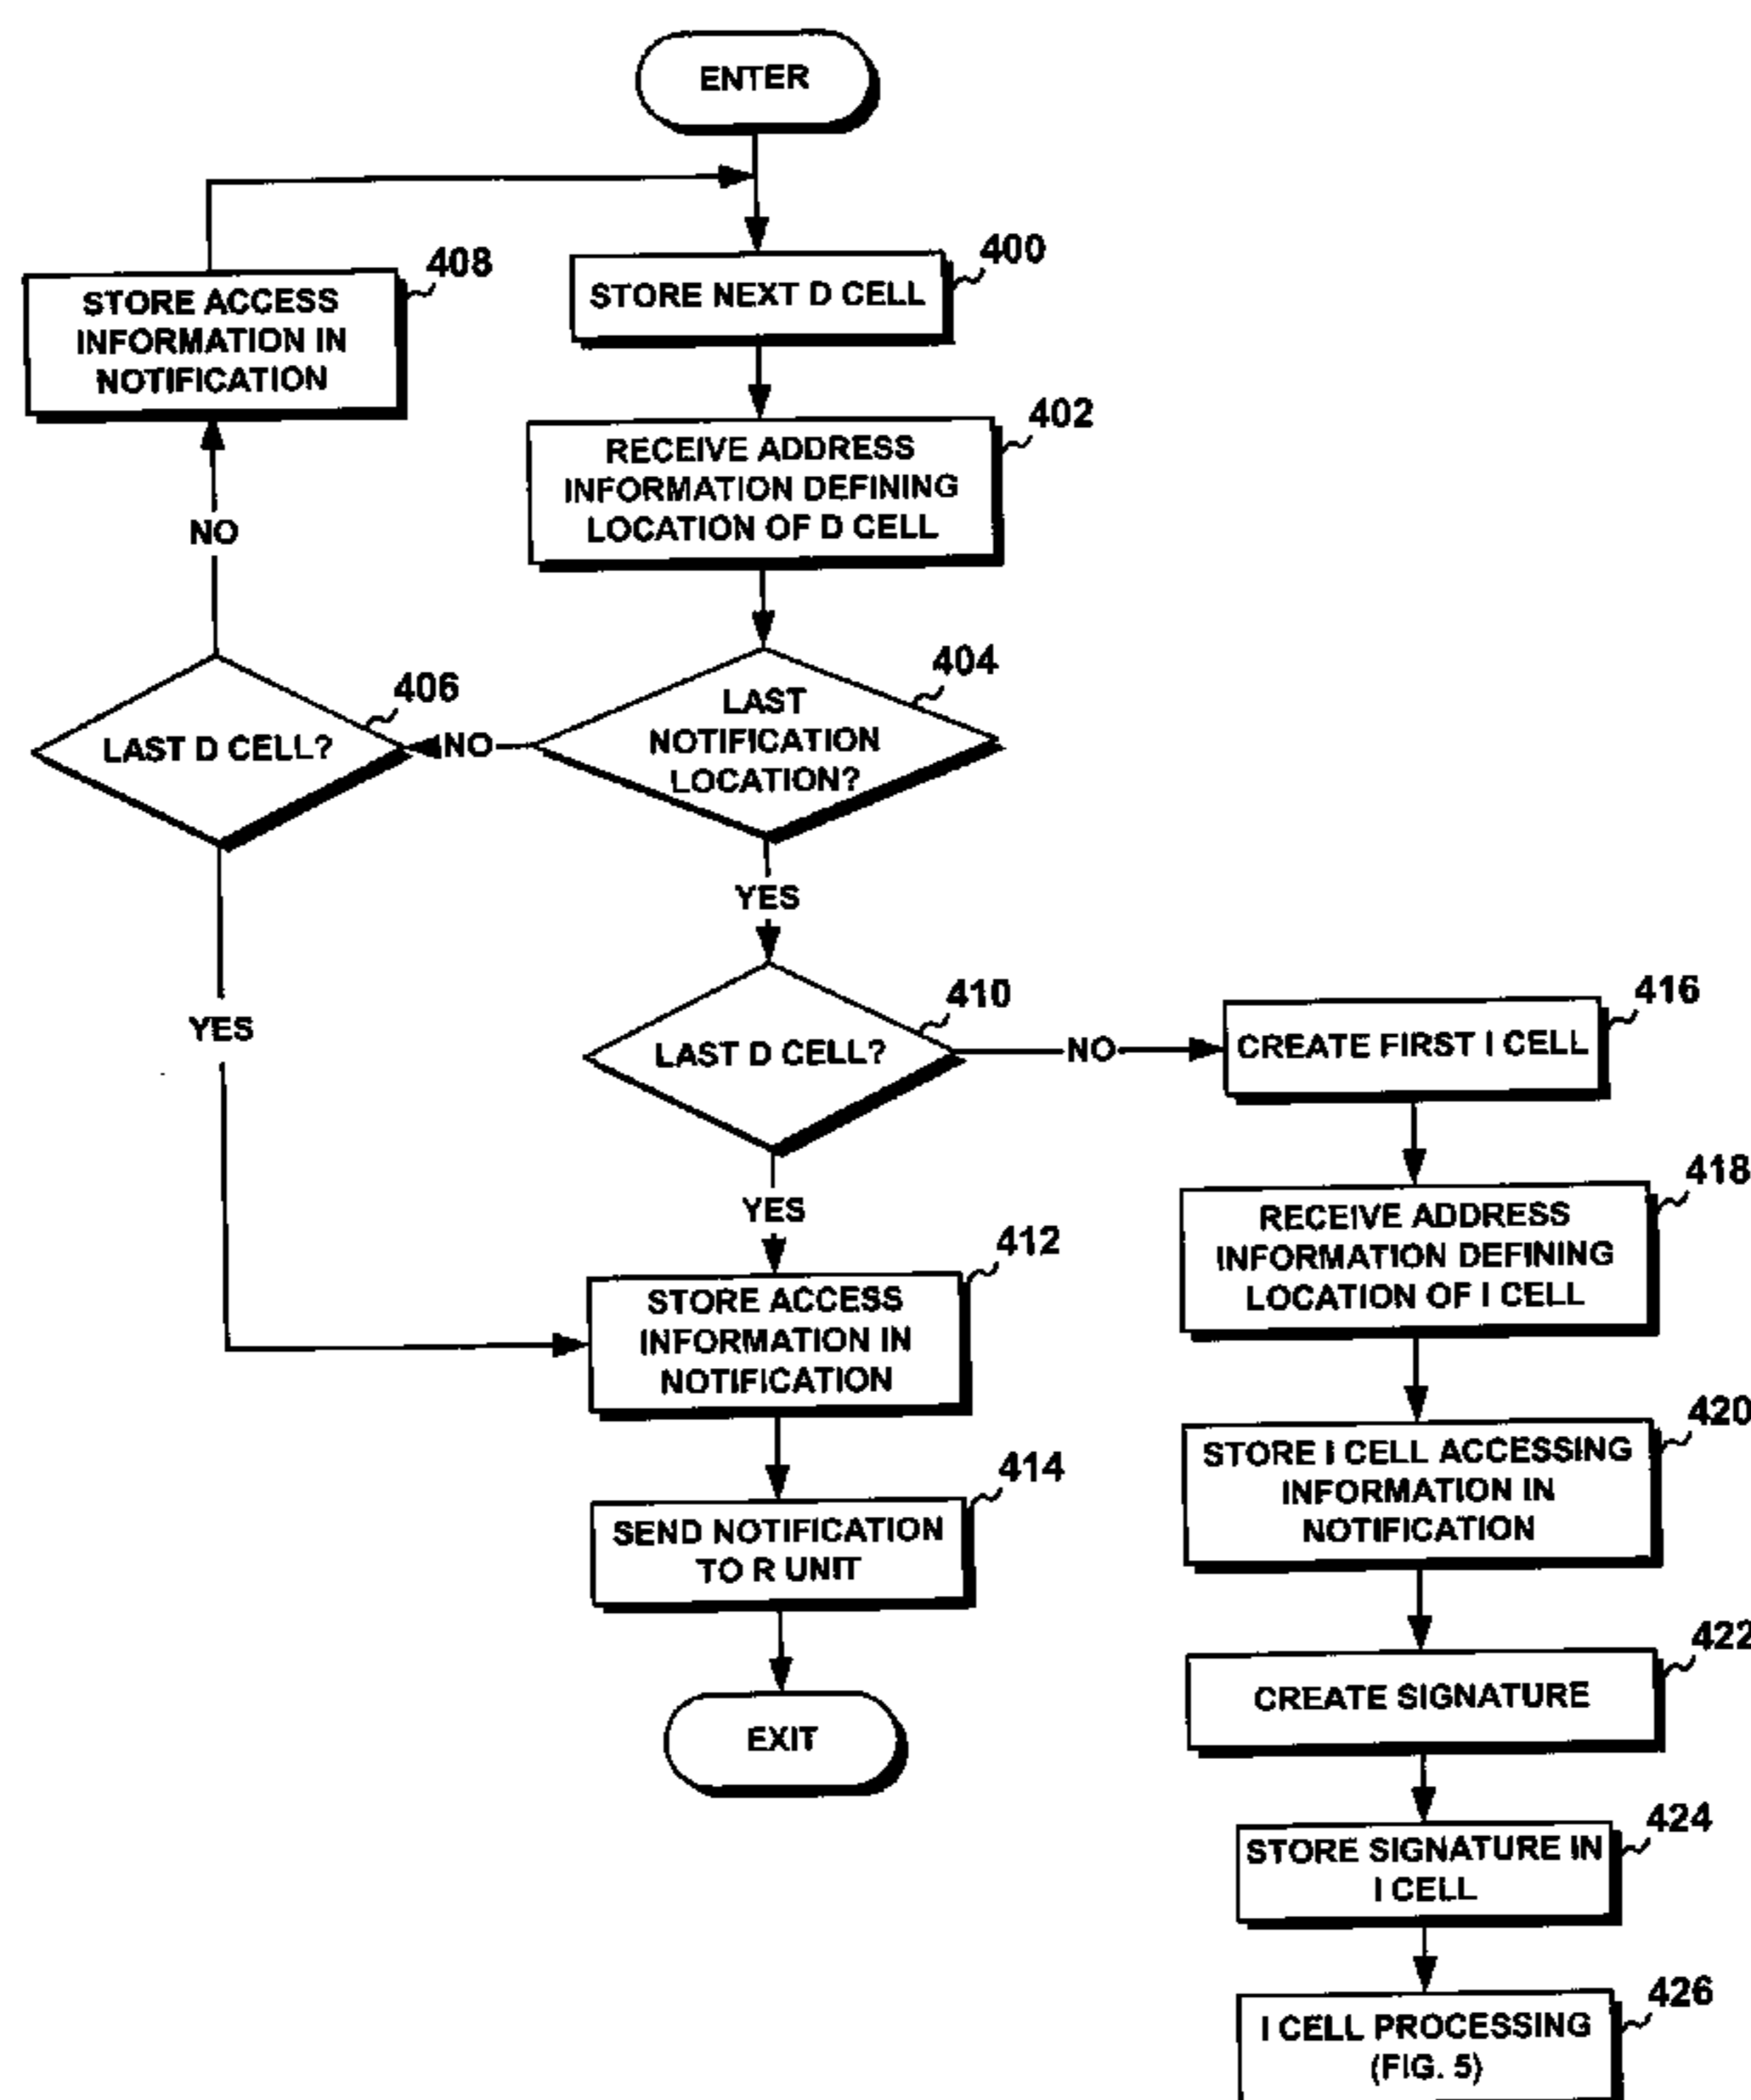 ENTER
408
STORE ACCESS
INFORMATION IN
NOTIFICATION
400
STORE NEXT D CELL
402
RECEIVE ADDRESS
INFORMATION DEFINING
LOCATION OF D CELL
NO
404
LAST
NOTIFICATION
LOCATION?
NO
406
LAST D CELL?
YES
YES
410
LAST D CELL?
NO
416
CREATE FIRST I CELL
YES
412
STORE ACCESS
INFORMATION IN
NOTIFICATION
414
SEND NOTIFICATION
TO R UNIT
EXIT
418
RECEIVE ADDRESS
INFORMATION DEFINING
LOCATION OF I CELL
420
STORE I CELL ACCESSING
INFORMATION IN
NOTIFICATION
422
CREATE SIGNATURE
424
STORE SIGNATURE IN
I CELL
426
I CELL PROCESSING
(FIG. 5)